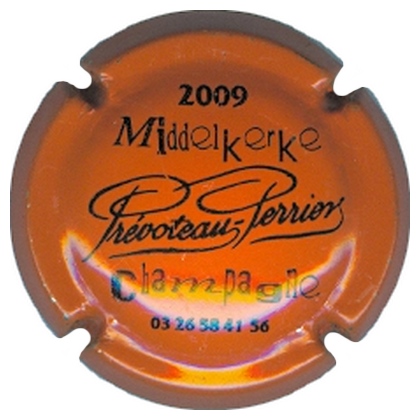 2009
Middelkerke
Prévoteau-Perrier
Champagne
03 26 58 41 56